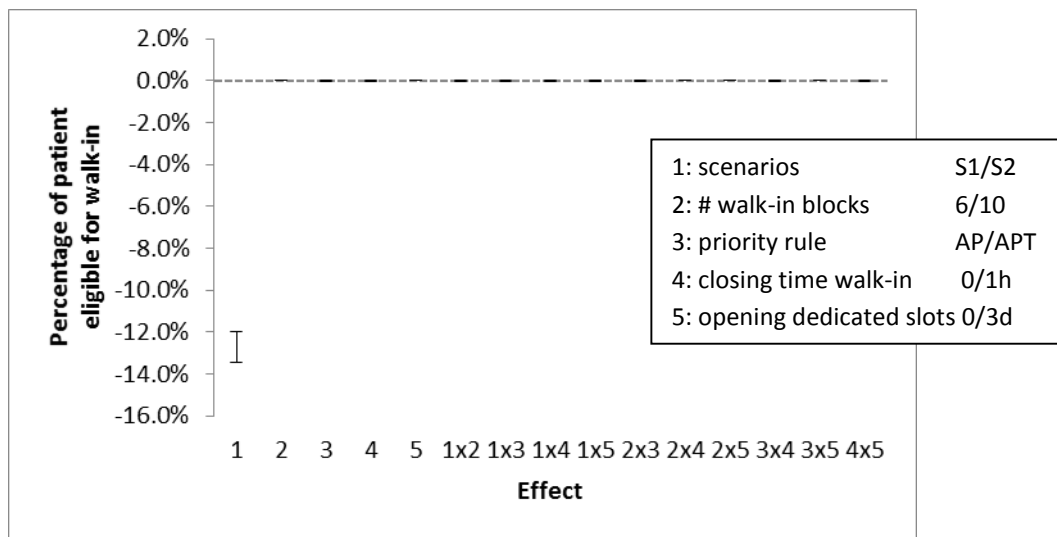 2.0%
0.0%
-2.0%
-4.0%
-6.0%
-8.0%
-10.0%
-12.0%
-14.0%
-16.0%
Percentage of patient
eligible for walk-in
1 2 3 4 5 1x2 1x3 1x4 1x5 2x3 2x4 2x5 3x4 3x5 4x5
Effect
1: scenarios S1/S2
2: # walk-in blocks 6/10
3: priority rule AP/APT
4: closing time walk-in 0/1h
5: opening dedicated slots 0/3d